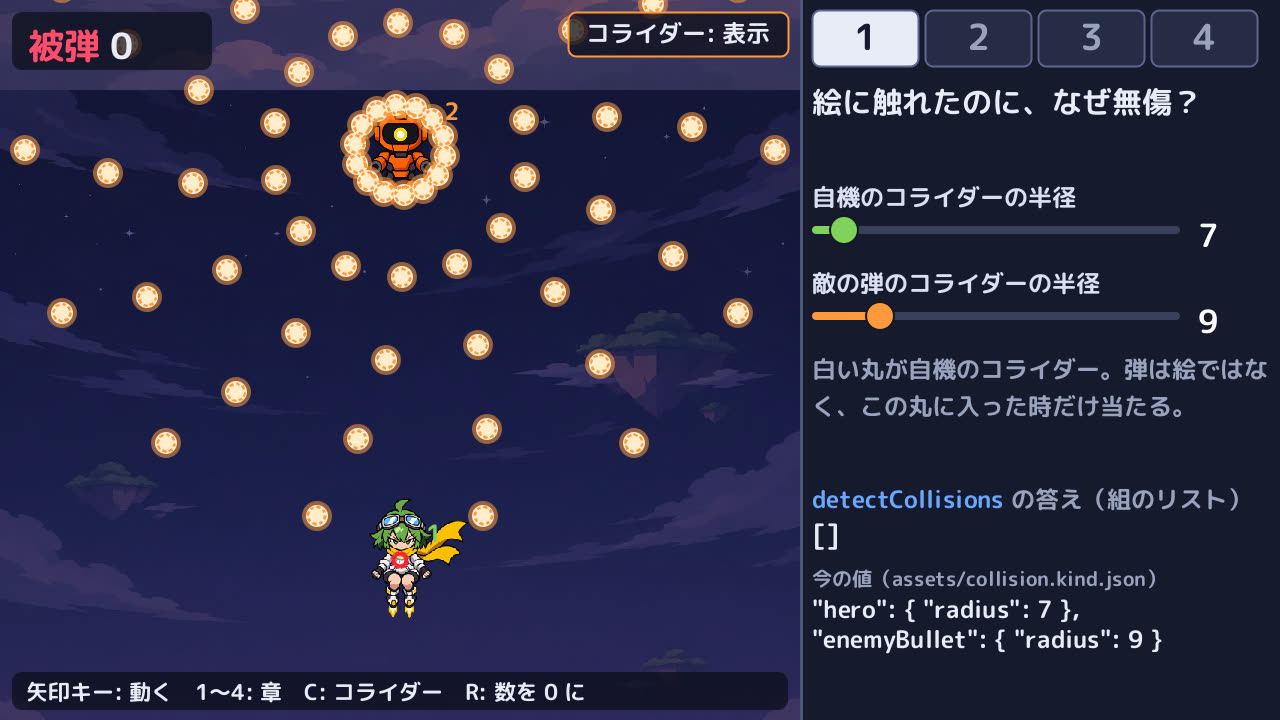 被弾 0
コライダー: 表示
2
1
矢印キー: 動く 1〜4: 章 C: コライダー R: 数を 0 に
1 2 3 4
絵に触れたのに、なぜ無傷？
自機のコライダーの半径
7
敵の弾のコライダーの半径
9
白い丸が自機のコライダー。弾は絵ではな
く、この丸に入った時だけ当たる。
detectCollisions の答え（組のリスト）
[]
今の値（assets/collision.kind.json）
"hero": { "radius": 7 },
"enemyBullet": { "radius": 9 }